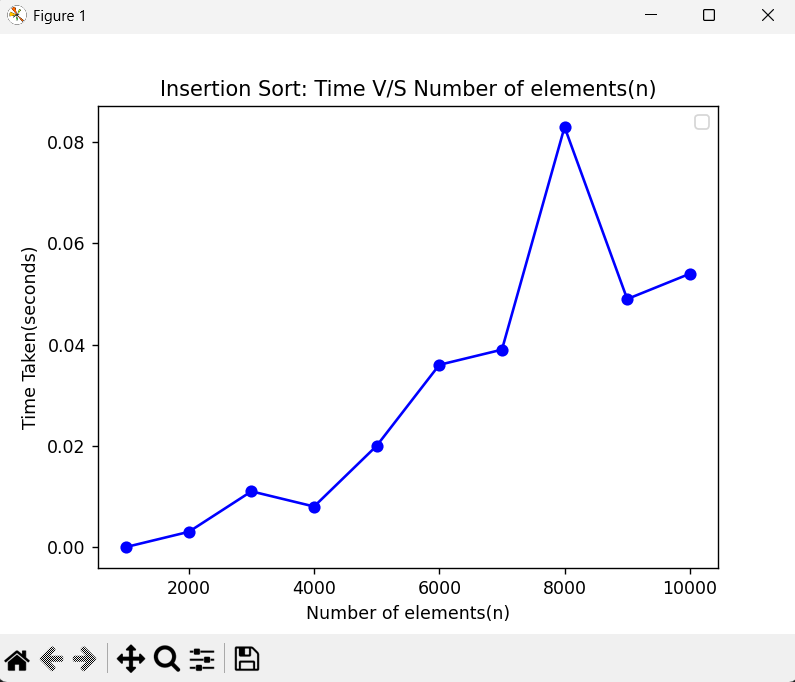 Figure 1
Insertion Sort: Time V/S Number of elements(n)
0.08
0.06
0.04
0.02
0.00
Time Taken(seconds)
2000 4000 6000 8000 10000
Number of elements(n)